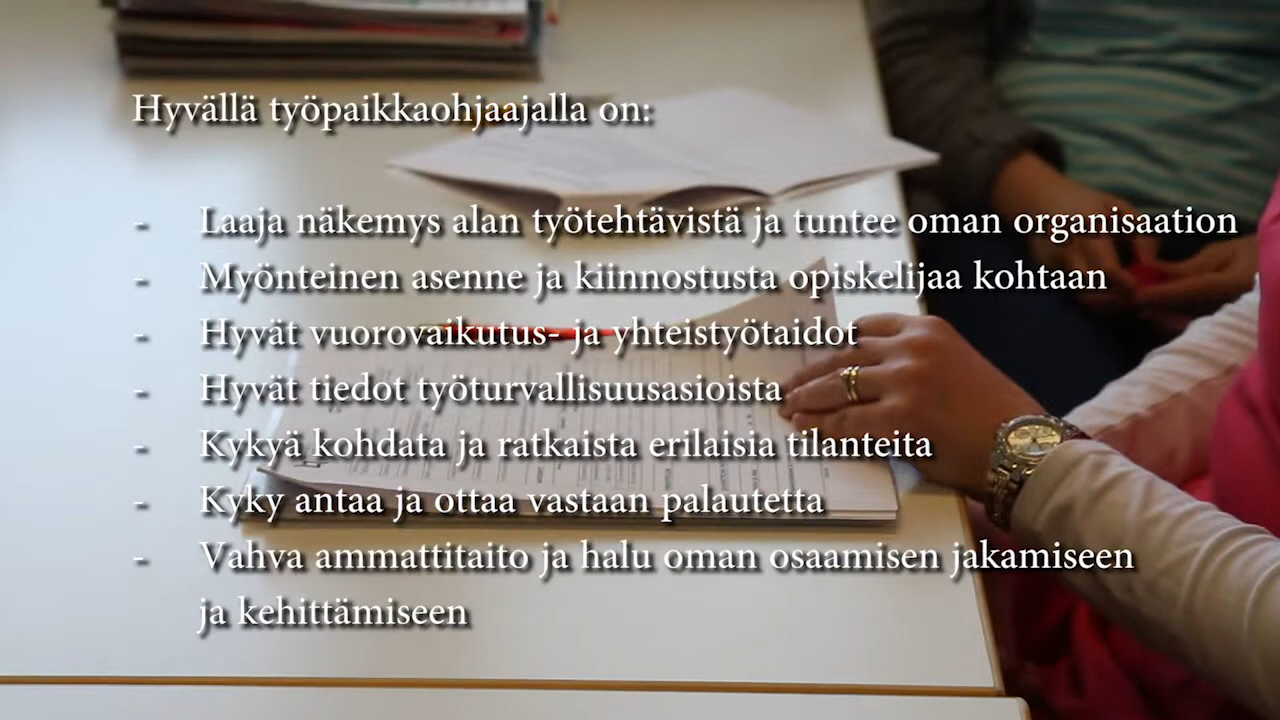 Hyvällä työpaikkaohjaajalla on:
- Laaja näkemys alan työtehtävistä ja tuntee oman organisaation
- Myönteinen asenne ja kiinnostusta opiskelijaa kohtaan
- Hyvät vuorovaikutus- ja yhteistyötaidot
- Hyvät tiedot työturvallisuusasioista
- Kykyä kohdata ja ratkaista erilaisia tilanteita
- Kyky antaa ja ottaa vastaan palautetta
- Vahva ammattitaito ja halu oman osaamisen jakamiseen
ja kehittämiseen